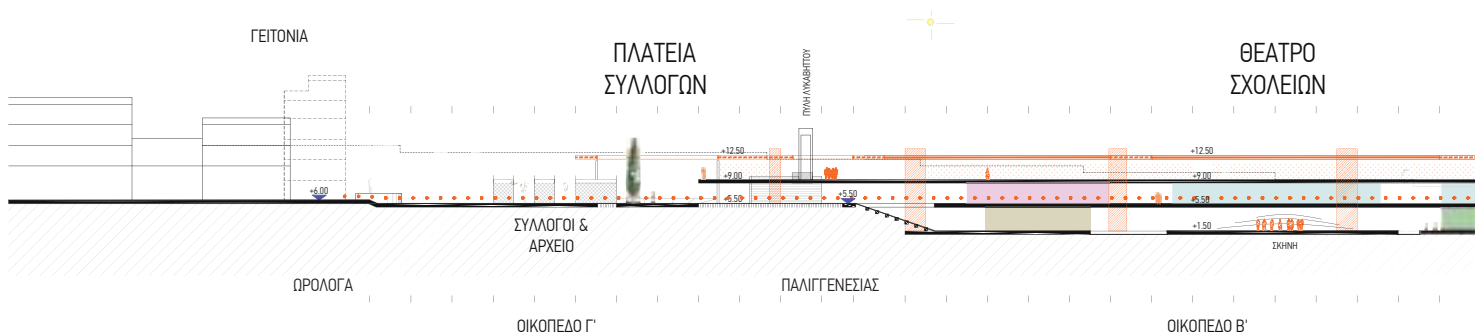 ΓΕΙΤΟΝΙΑ
ΠΛΑΤΕΙΑ
ΣΥΛΛΟΓΩΝ
ΠΥΛΗ ΛΥΚΑΒΗΤΤΟΥ
ΘΕΑΤΡΟ
ΣΧΟΛΕΙΩΝ
+12.50
+12.50
+9.00
+9.00
+6.00
+5.50
+5.50
+5.50
+1.50
ΣΥΛΛΟΓΟΙ &
ΑΡΧΕΙΟ
ΣΚΗΝΗ
ΩΡΟΛΟΓΑ
ΠΑΛΙΓΓΕΝΕΣΙΑΣ
ΟΙΚΟΠΕΔΟ Γ'
ΟΙΚΟΠΕΔΟ Β'